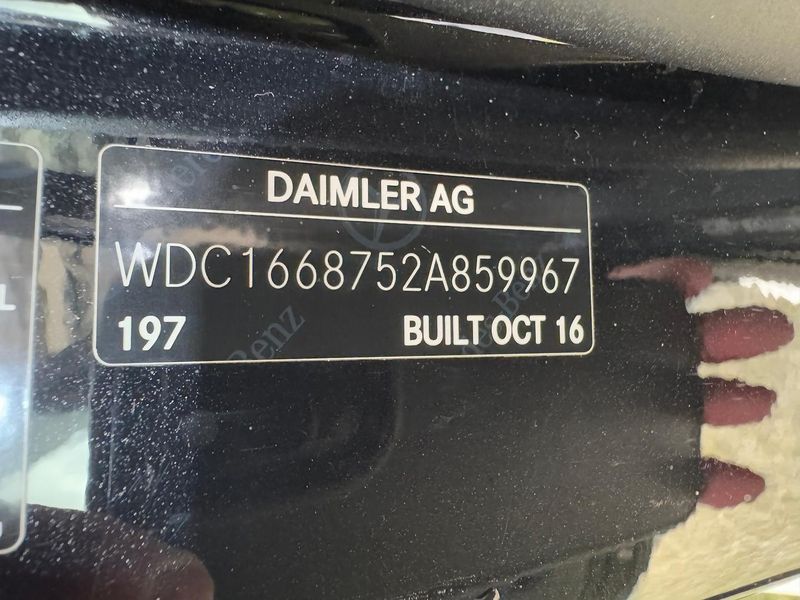 DAIMLER AG
WDC1668752A859967
197 BUILT OCT 16